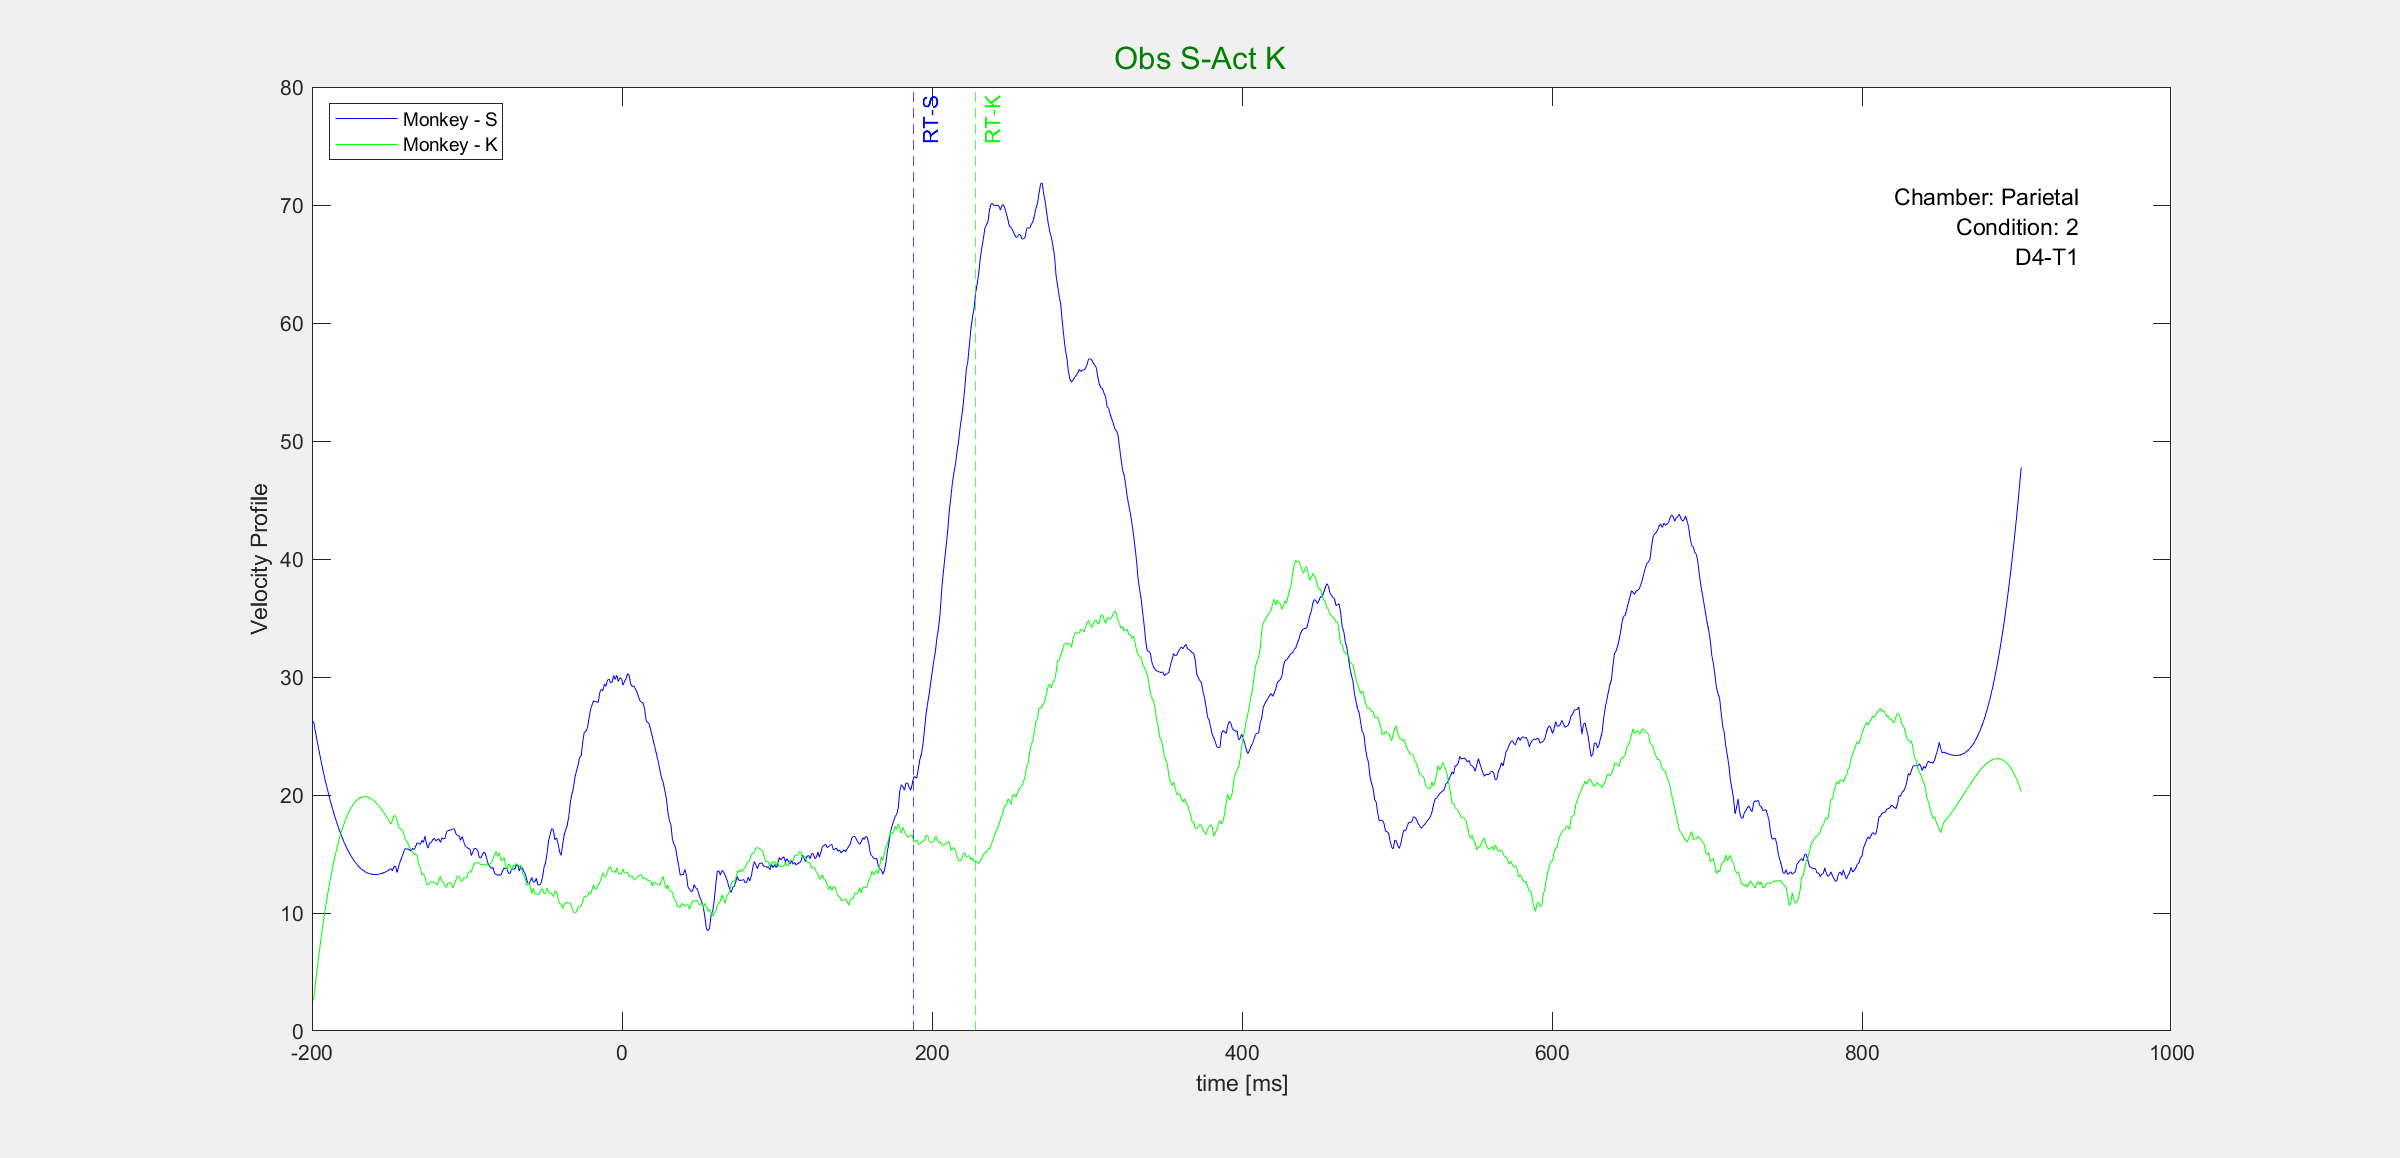 Obs S-Act K
Monkey - S
Monkey - K
RT-S
RT-K
Chamber: Parietal
Condition: 2
D4-T1
Velocity Profile
80
70
60
50
40
30
20
10
0
-200
0
200
400
600
800
1000
time [ms]